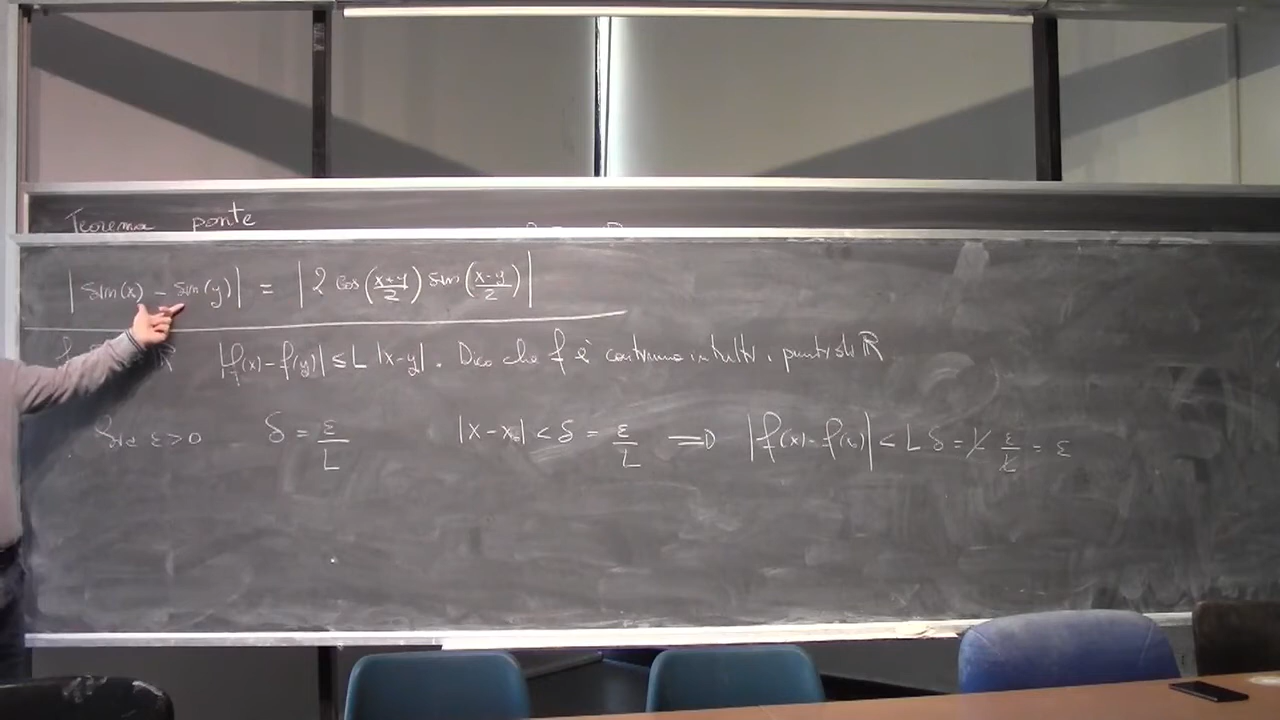 Teorema ponte
|sin(x) - sin(y)| = |2 cos((x+y)/2) sin((x-y)/2)|
f |f(x) - f(y)| ≤ L |x-y| . Dico che f è continua in tutti i punti di ℝ
Sia ε>0 δ = ε/L |x-x₀| < δ = ε/L ⟹ |f(x) - f(x₀)| < L δ = L ε/L = ε